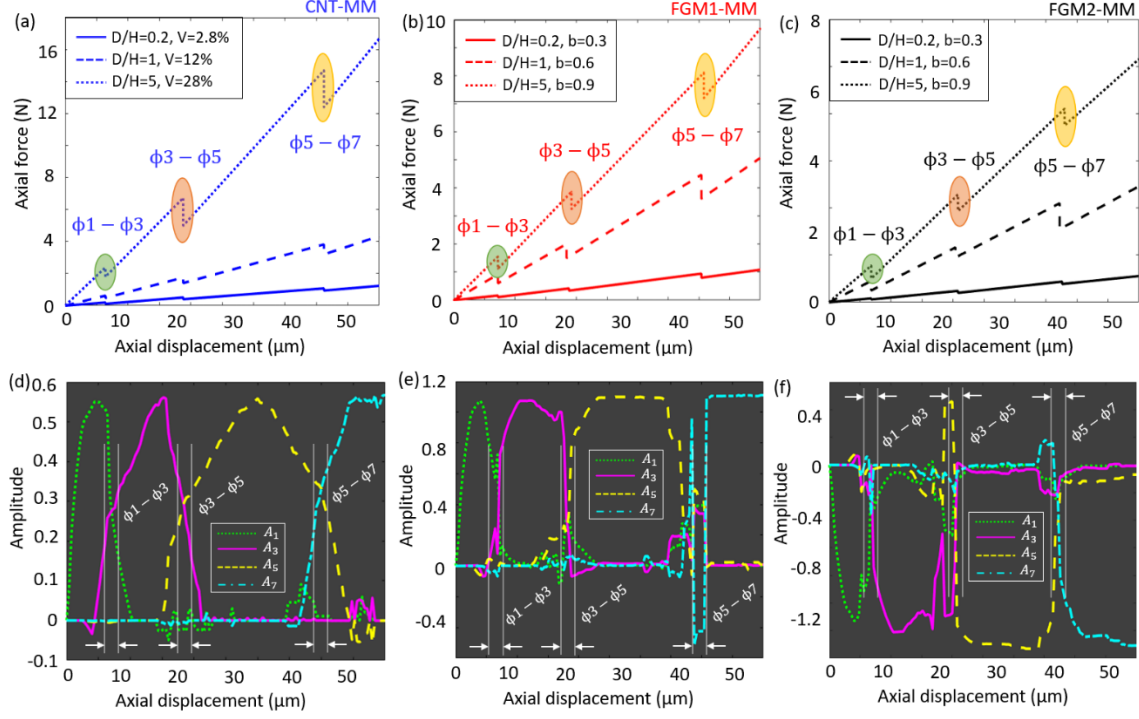 (a)
CNT-MM
D/H=0.2, V=2.8%
D/H=1, V=12%
D/H=5, V=28%
ϕ1 − ϕ3
ϕ3 − ϕ5
ϕ5 − ϕ7
Axial force (N)
16
12
8
4
0
0 10 20 30 40 50
Axial displacement (μm)
(b)
FGM1-MM
D/H=0.2, b=0.3
D/H=1, b=0.6
D/H=5, b=0.9
ϕ1 − ϕ3
ϕ3 − ϕ5
ϕ5 − ϕ7
Axial force (N)
10
8
6
4
2
0
0 10 20 30 40 50
Axial displacement (μm)
(c)
FGM2-MM
D/H=0.2, b=0.3
D/H=1, b=0.6
D/H=5, b=0.9
ϕ1 − ϕ3
ϕ3 − ϕ5
ϕ5 − ϕ7
Axial force (N)
8
6
4
2
0
0 10 20 30 40 50
Axial displacement (μm)
(d)
Amplitude
0.6
0.5
0.4
0.3
0.2
0.1
0
-0.1
ϕ1 − ϕ3
ϕ3 − ϕ5
ϕ5 − ϕ7
A1
A3
A5
A7
0 10 20 30 40 50
Axial displacement (μm)
(e)
Amplitude
1.2
0.8
0.4
0
-0.4
A1
A3
A5
A7
ϕ1 − ϕ3
ϕ3 − ϕ5
ϕ5 − ϕ7
0 10 20 30 40 50
Axial displacement (μm)
(f)
Amplitude
0.4
0
-0.4
-0.8
-1.2
ϕ1 − ϕ3
ϕ3 − ϕ5
ϕ5 − ϕ7
A1
A3
A5
A7
0 10 20 30 40 50
Axial displacement (μm)